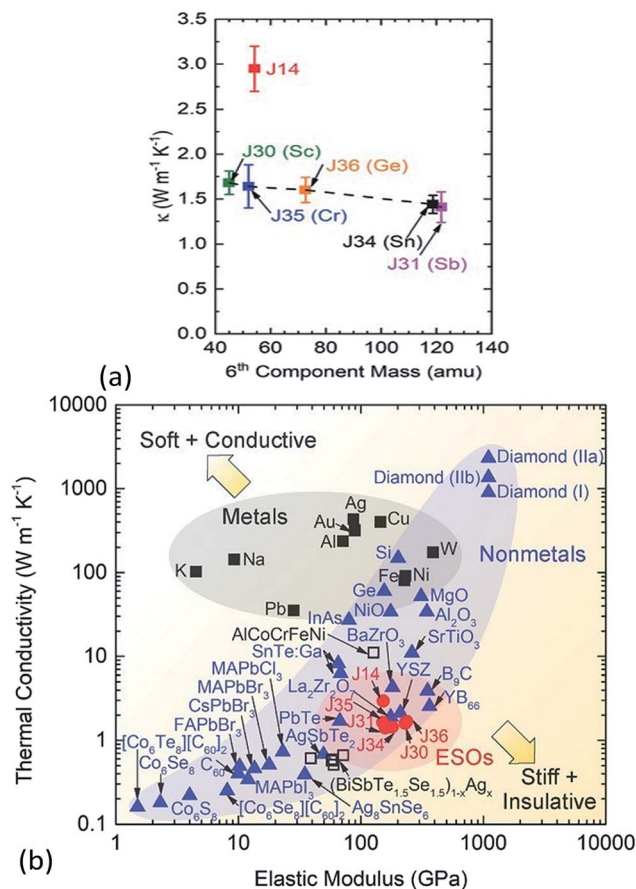 3.5
3.0
2.5
2.0
1.5
1.0
0.5
0.0
κ (W m⁻¹ K⁻¹)
J14
J30 (Sc)
J36 (Ge)
J35 (Cr)
J34 (Sn)
J31 (Sb)
40 60 80 100 120 140
6th Component Mass (amu)
(a)
10000
1000
100
10
1
0.1
Thermal Conductivity (W m⁻¹ K⁻¹)
Soft +
Conductive
Metals
Nonmetals
Diamond (IIa)
Diamond (IIb)
Diamond (I)
Ag
Au
Cu
Al
Si
W
K
Na
Fe
Ni
Pb
Ge
MgO
InAs
NiO
Al₂O₃
AlCoCrFeNi
BaZrO₃
SrTiO₃
SnTe:Ga
J14
YSZ
B₉C
MAPbCl₃
La₂Zr₂O₇
YB₆₆
MAPbBr₃
J35
CsPbBr₃
PbTe
J31
J36
FAPbBr₃
AgSbTe₂
J34
J30
ESOs
[Co₆Te₈][C₆₀]₂
Co₆Se₈
C₆₀
MAPbI₃
(BiSbTe₁.₅Se₁.₅)₁₋ₓAgₓ
Stiff +
Insulative
Co₆S₈
[Co₆Se₈][C₆₀]₂
Ag₈SnSe₆
1 10 100 1000 10000
Elastic Modulus (GPa)
(b)